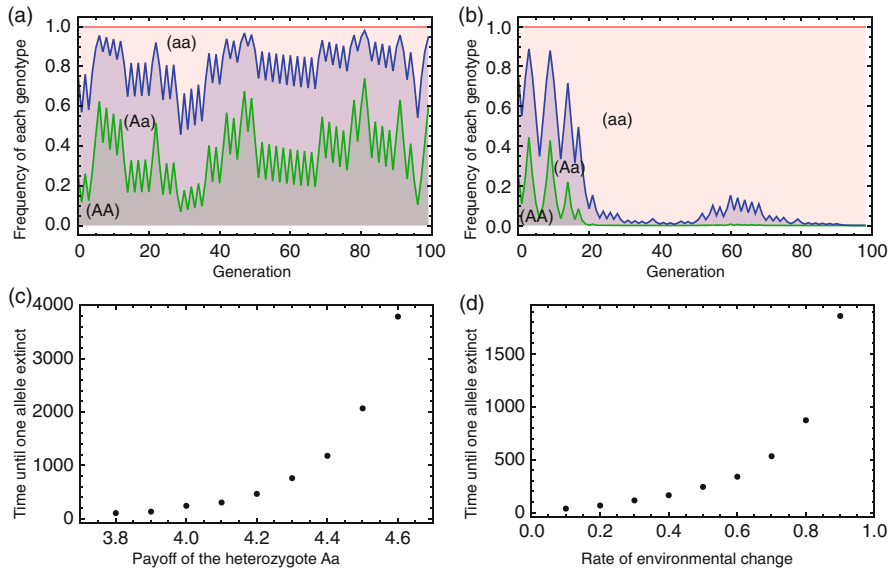 (a)
Frequency of each genotype
1.0
0.8
0.6
0.4
0.2
0.0
(aa)
(Aa)
(AA)
0 20 40 60 80 100
Generation
(b)
Frequency of each genotype
1.0
0.8
0.6
0.4
0.2
0.0
(aa)
(Aa)
(AA)
0 20 40 60 80 100
Generation
(c)
Time until one allele extinct
4000
3000
2000
1000
0
3.8 4.0 4.2 4.4 4.6
Payoff of the heterozygote Aa
(d)
Time until one allele extinct
1500
1000
500
0
0.0 0.2 0.4 0.6 0.8 1.0
Rate of environmental change